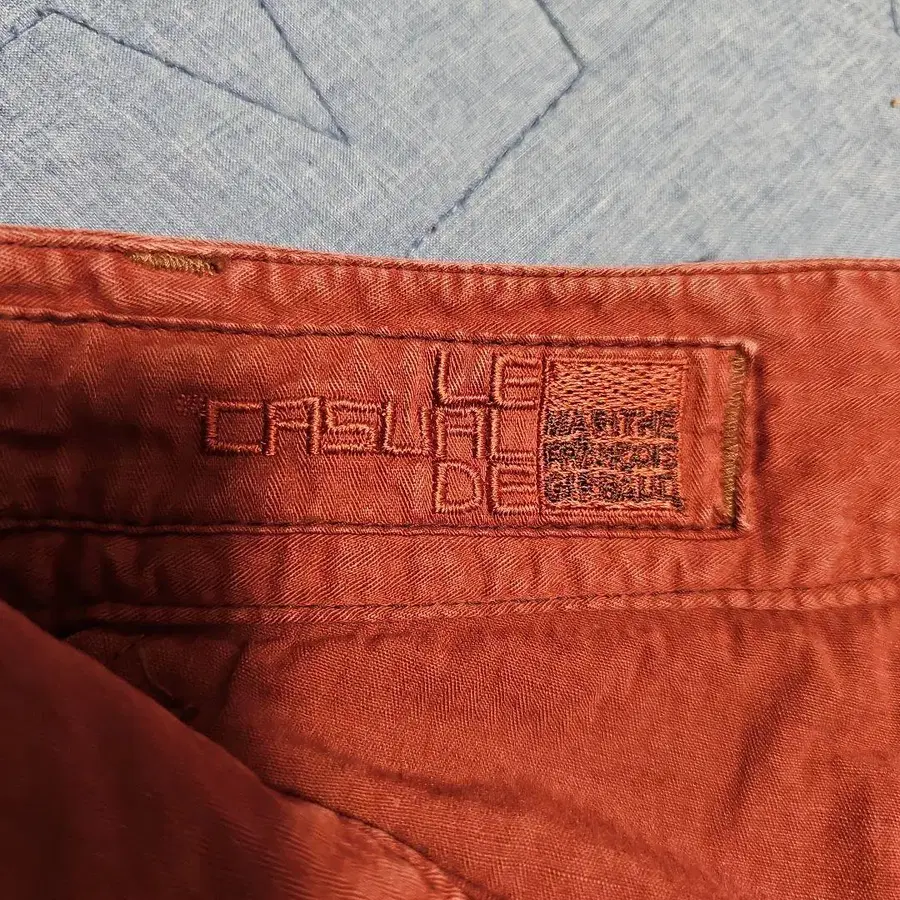 LE
CASUAL
DE
MARITHE
FRANÇOIS
GIRBAUD